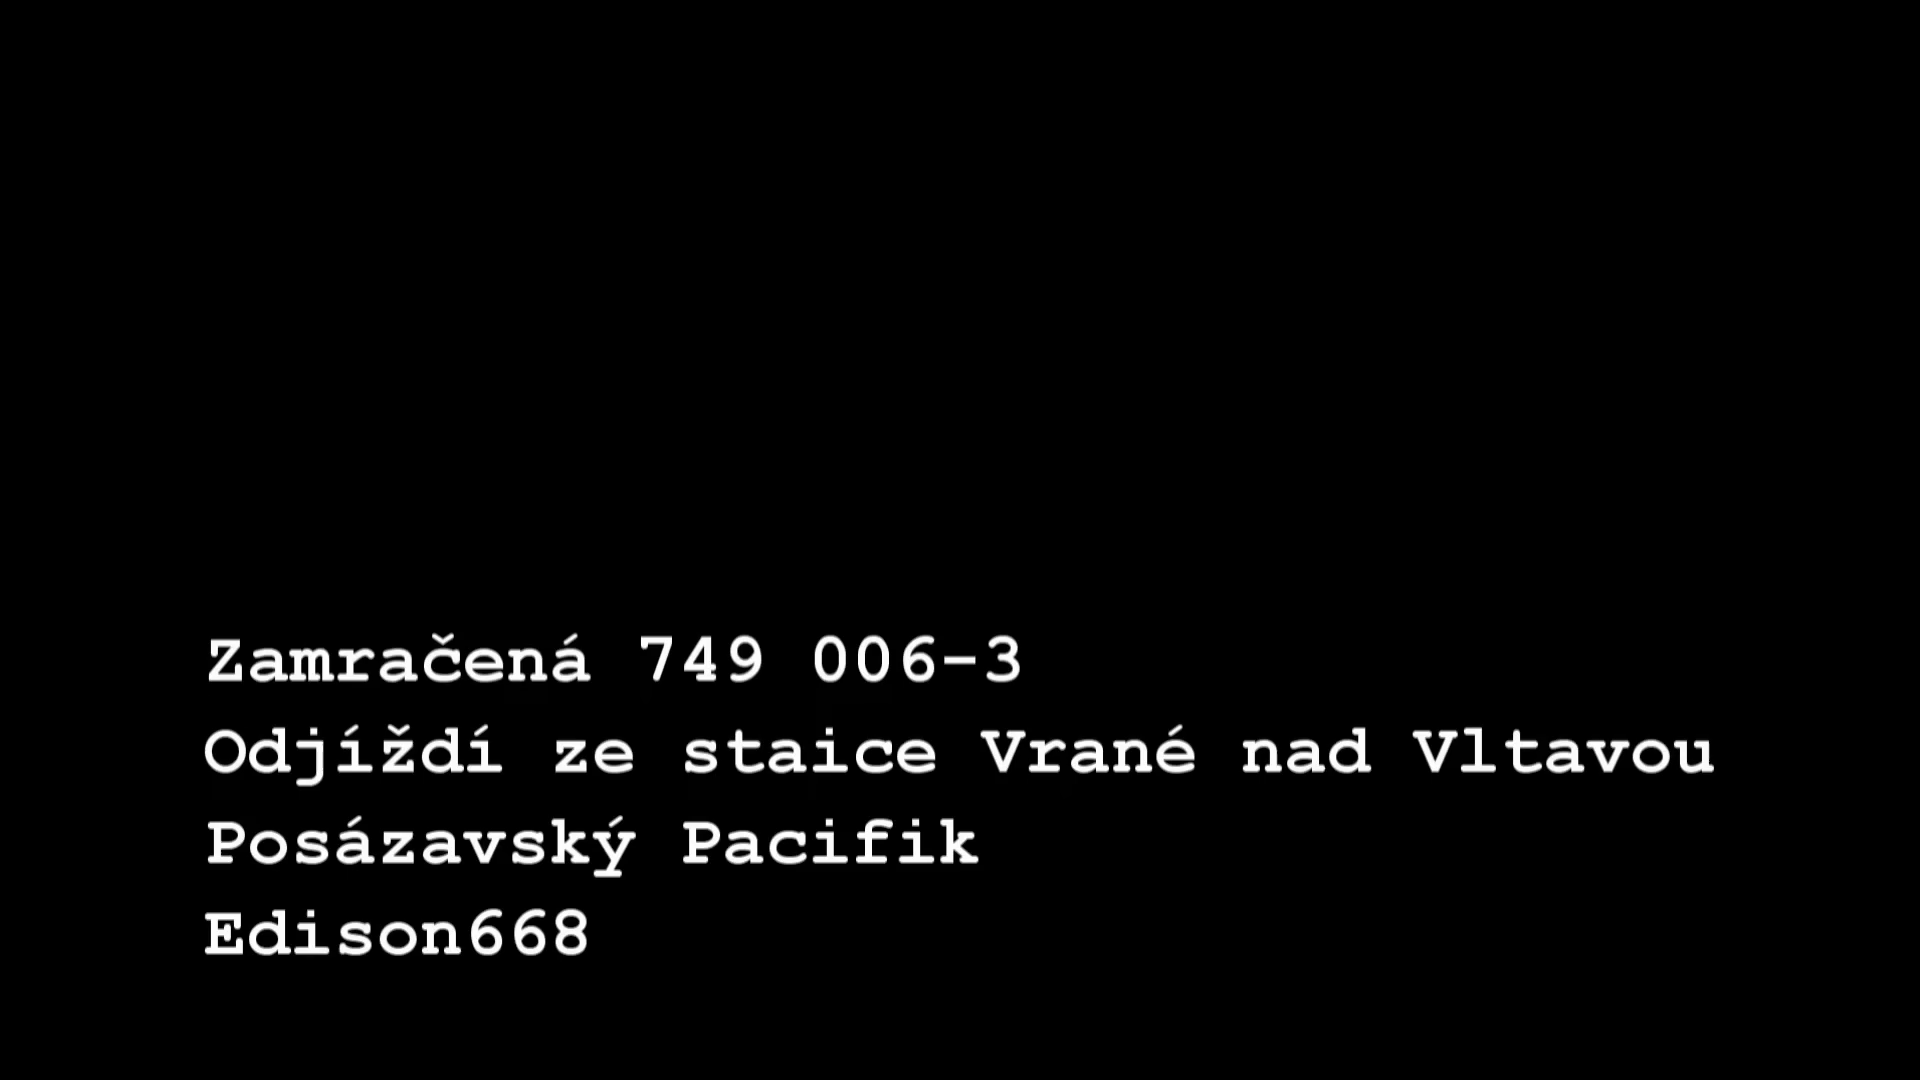 Zamračená 749 006-3
Odjíždí ze staice Vrané nad Vltavou
Posázavský Pacifik
Edison668